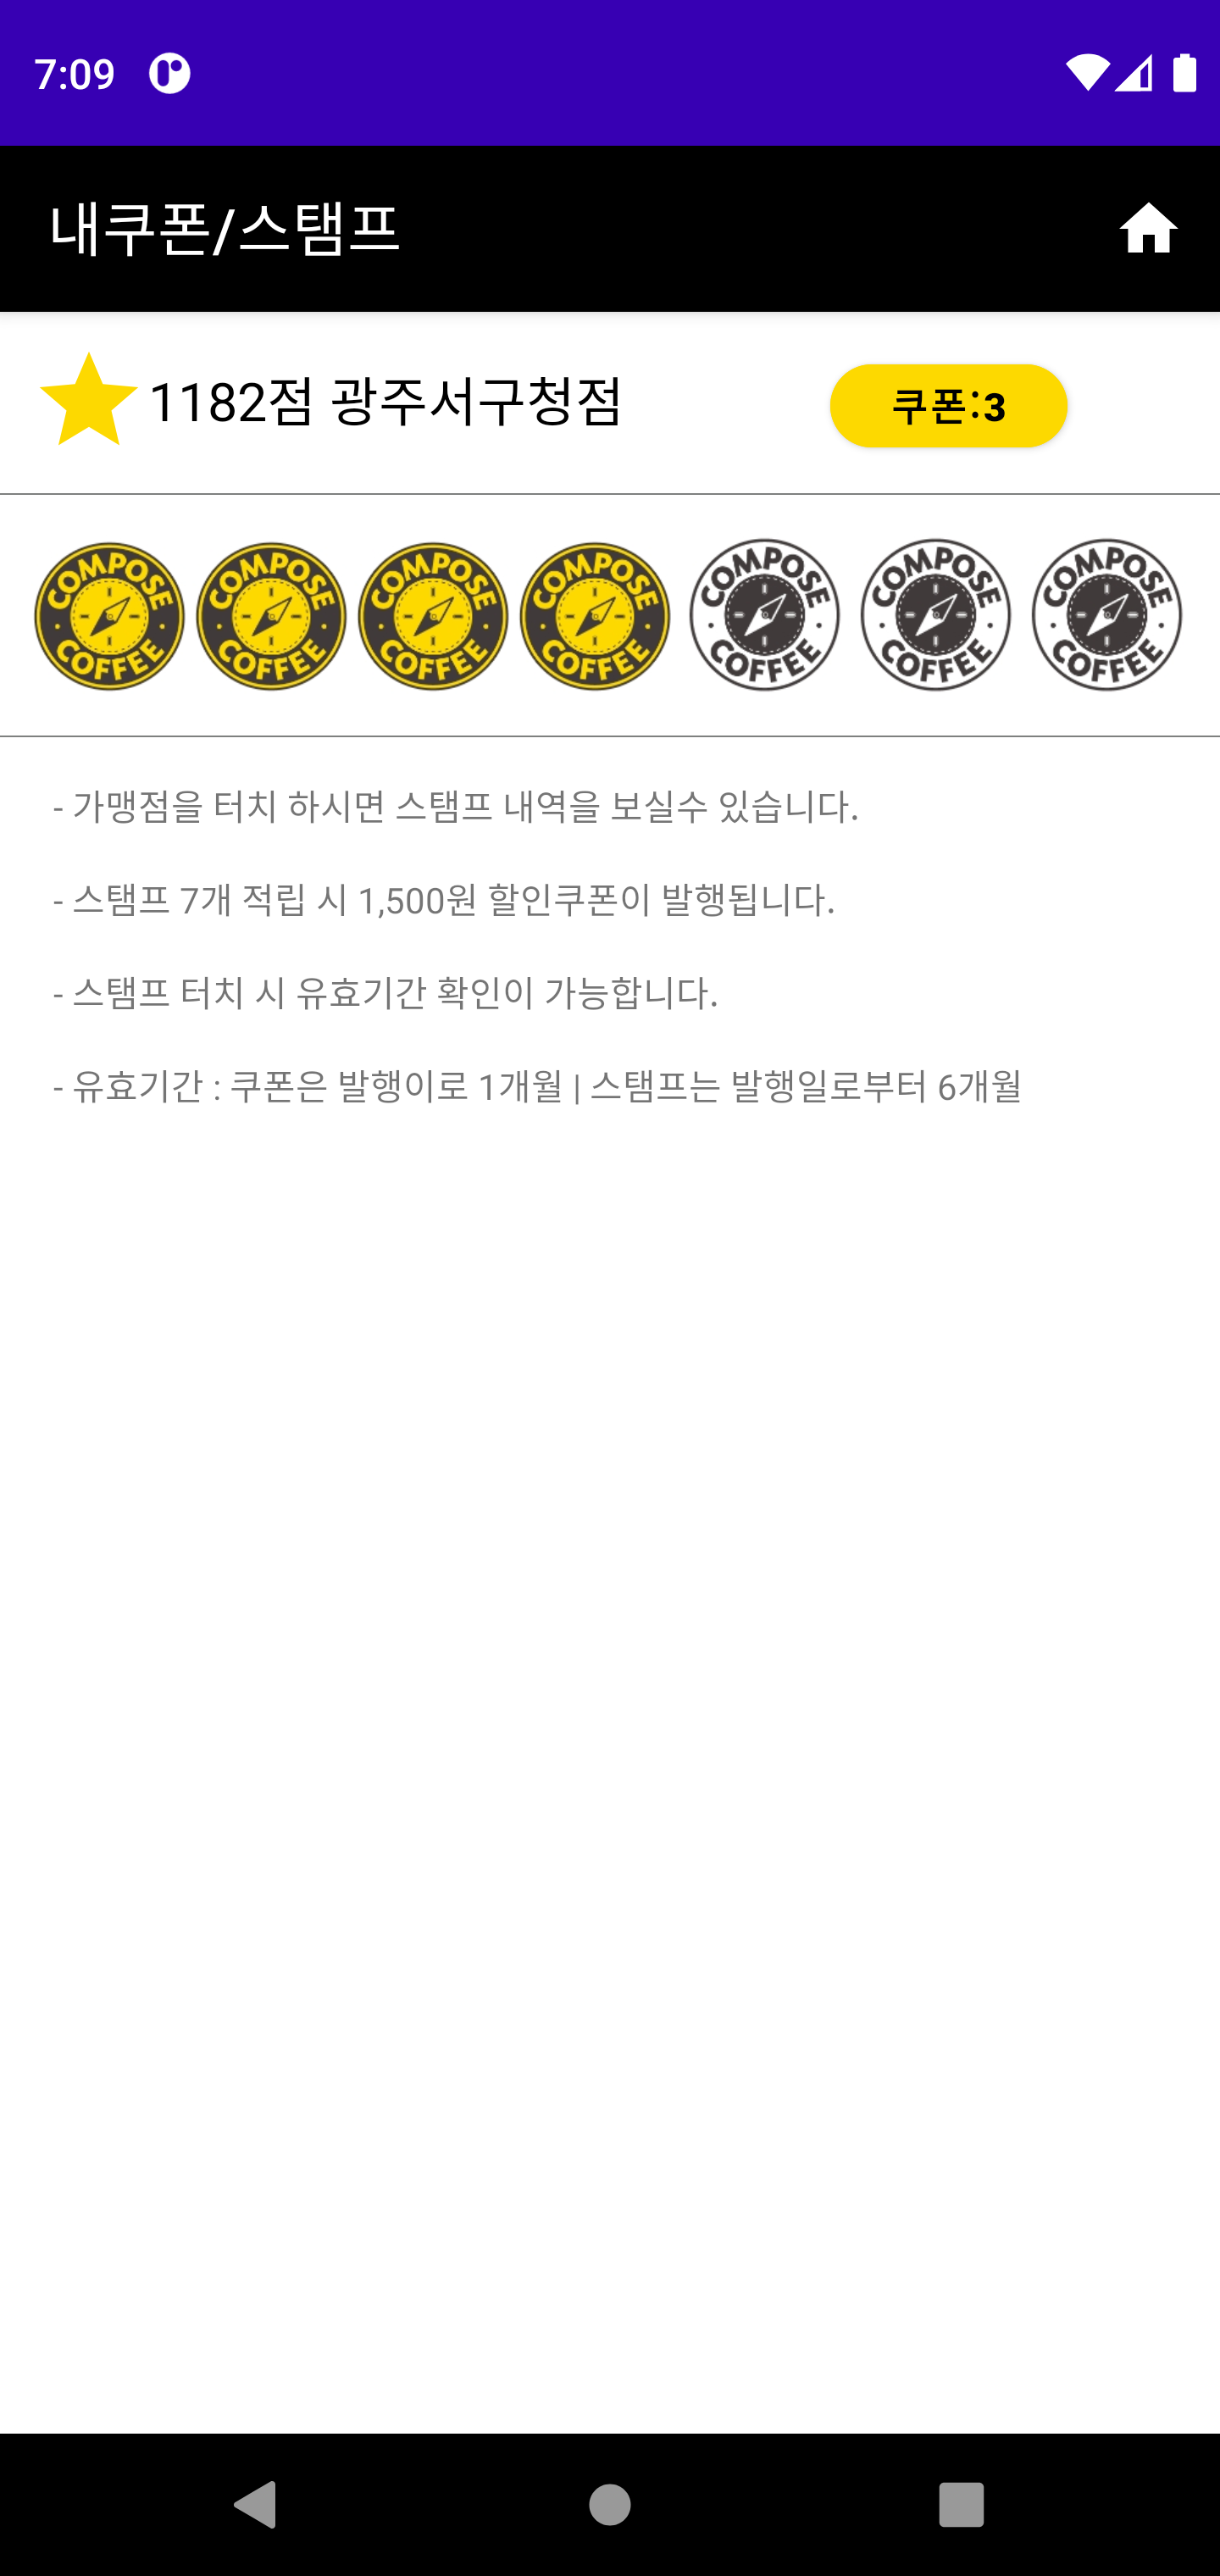 7:09
내쿠폰/스탬프
1182점 광주서구청점
쿠폰:3
COMPOSE COFFEE
COMPOSE COFFEE
COMPOSE COFFEE
COMPOSE COFFEE
COMPOSE COFFEE
COMPOSE COFFEE
COMPOSE COFFEE
- 가맹점을 터치 하시면 스탬프 내역을 보실수 있습니다.
- 스탬프 7개 적립 시 1,500원 할인쿠폰이 발행됩니다.
- 스탬프 터치 시 유효기간 확인이 가능합니다.
- 유효기간 : 쿠폰은 발행이로 1개월 | 스탬프는 발행일로부터 6개월